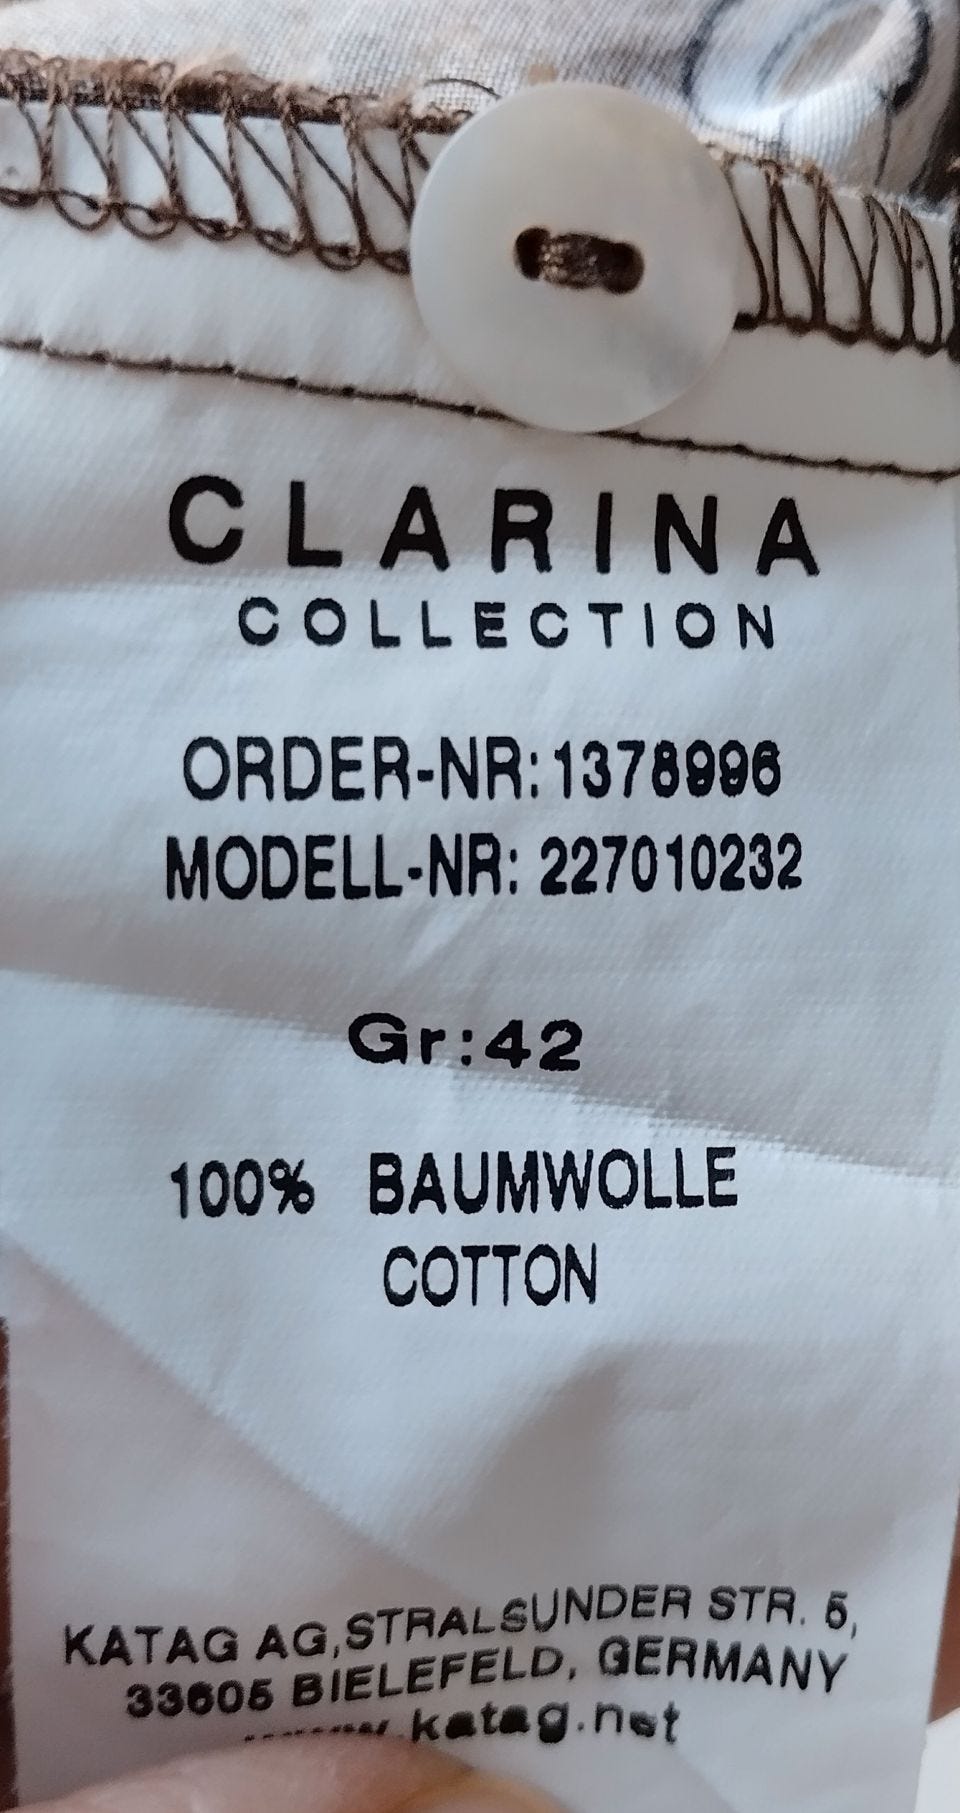 CLARINA
COLLECTION
ORDER-NR: 1378996
MODELL-NR: 227010232
Gr:42
100% BAUMWOLLE
COTTON
KATAG AG, STRALSUNDER STR. 5,
33605 BIELEFELD, GERMANY
www.katag.net